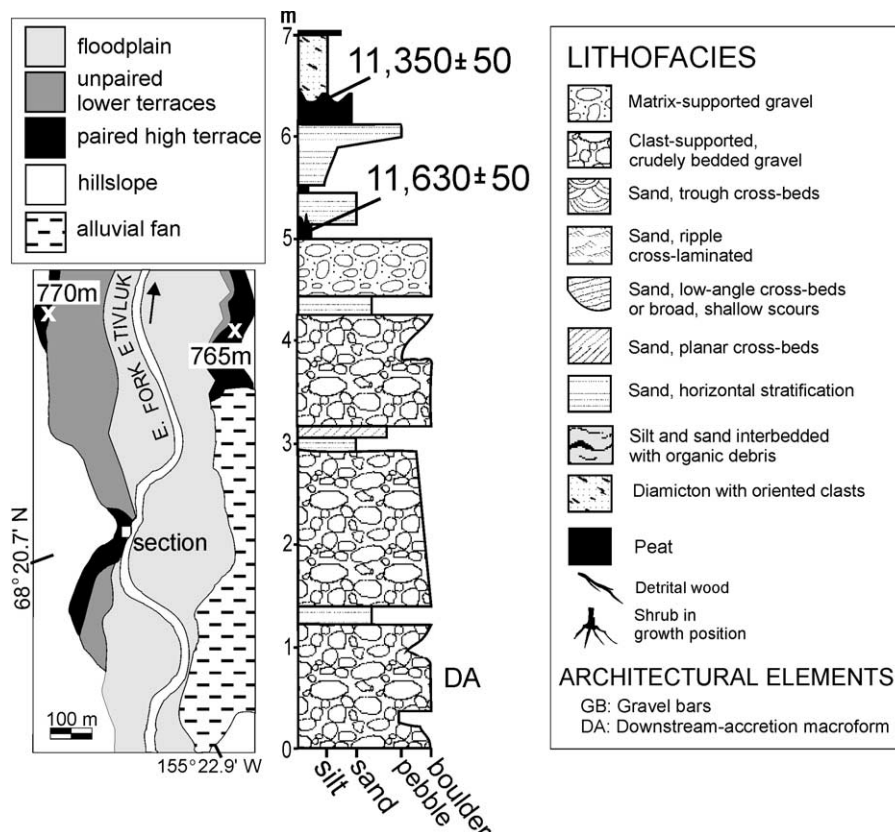 floodplain
unpaired
lower terraces
paired high terrace
hillslope
alluvial fan
770m
X
E. FORK ETIVLUK
X
765m
section
68° 20.7' N
100 m
155° 22.9' W
m
7
11,350± 50
6
11,630± 50
5
4
3
2
1
DA
0
silt
sand
pebble
boulder
LITHOFACIES
Matrix-supported gravel
Clast-supported,
crudely bedded gravel
Sand, trough cross-beds
Sand, ripple
cross-laminated
Sand, low-angle cross-beds
or broad, shallow scours
Sand, planar cross-beds
Sand, horizontal stratification
Silt and sand interbedded
with organic debris
Diamicton with oriented clasts
Peat
Detrital wood
Shrub in
growth position
ARCHITECTURAL ELEMENTS
GB: Gravel bars
DA: Downstream-accretion macroform